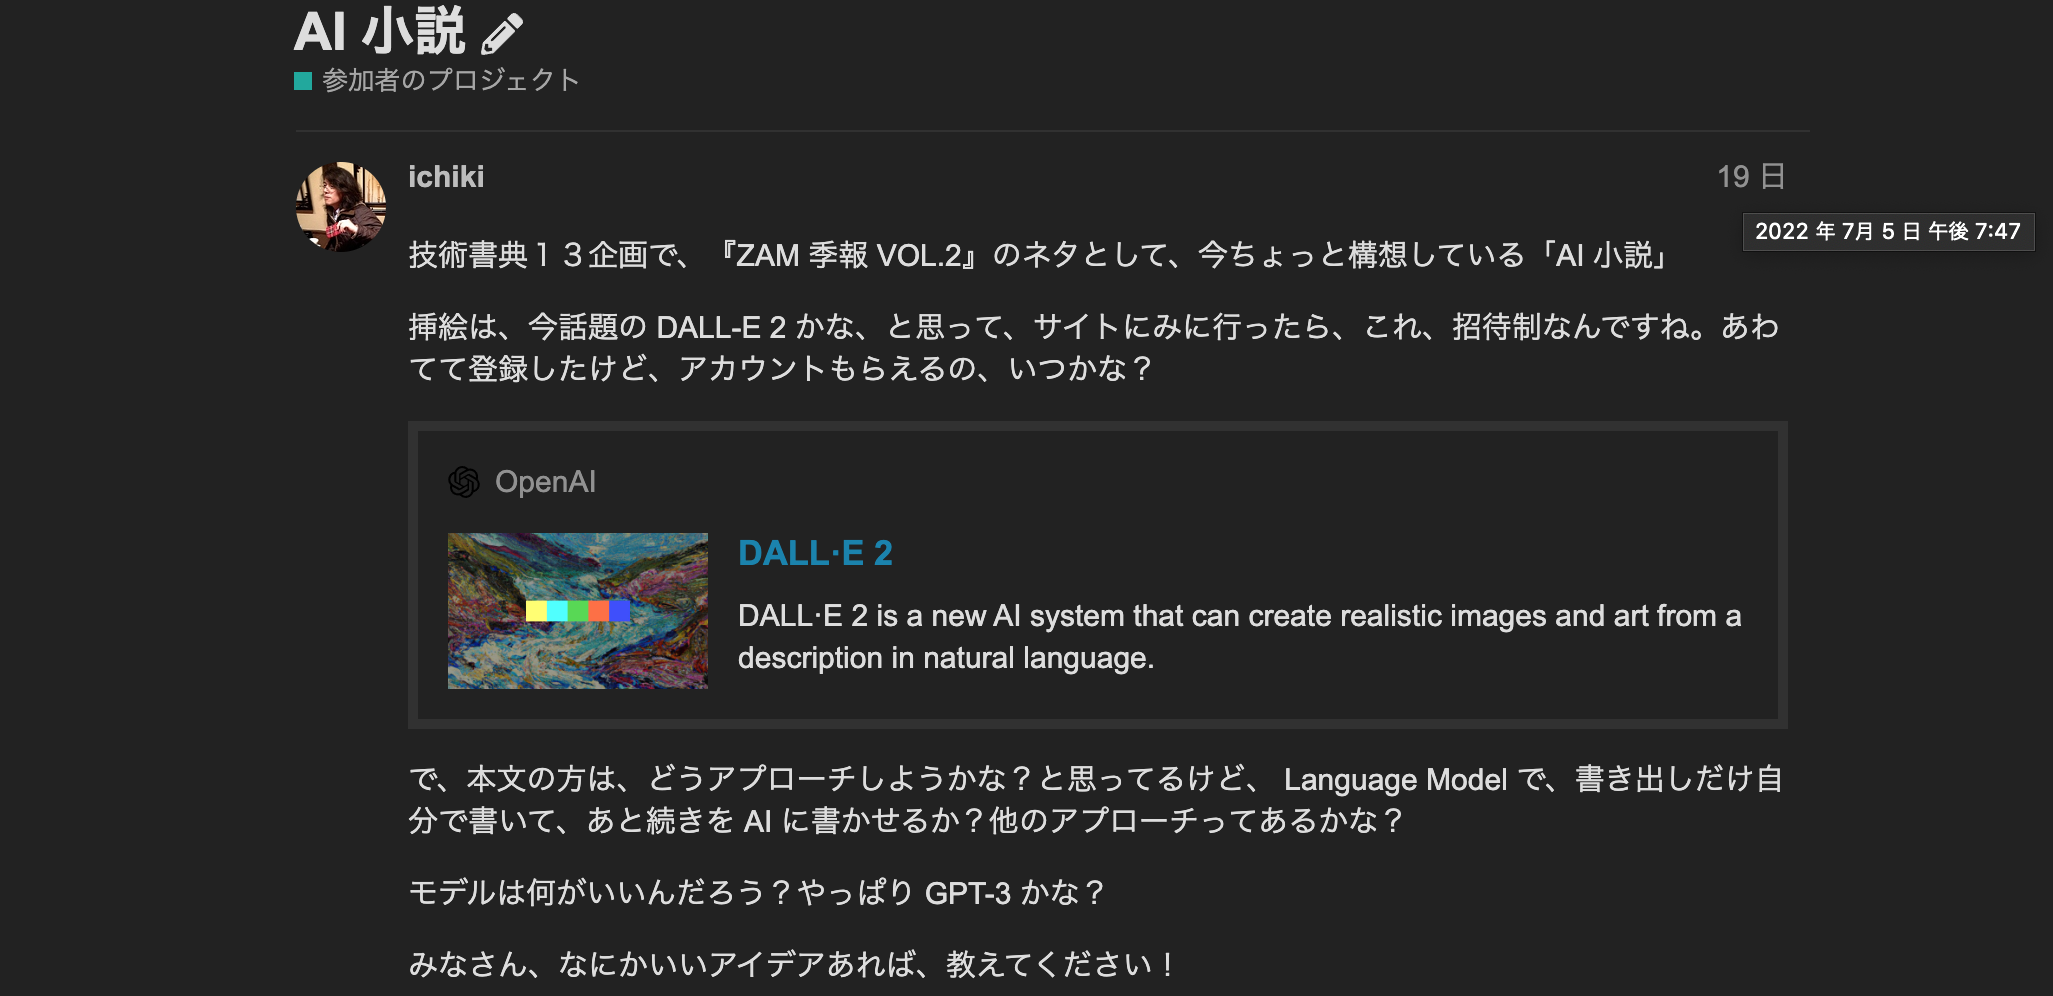 AI 小説
参加者のプロジェクト
ichiki
19 日
2022 年 7月 5 日 午後 7:47
技術書典１３企画で、『ZAM 季報 VOL.2』のネタとして、今ちょっと構想している「AI 小説」
挿絵は、今話題の DALL-E 2 かな、と思って、サイトにみに行ったら、これ、招待制なんですね。あわ
てて登録したけど、アカウントもらえるの、いつかな？
OpenAI
DALL·E 2
DALL·E 2 is a new AI system that can create realistic images and art from a
description in natural language.
で、本文の方は、どうアプローチしようかな？と思ってるけど、 Language Model で、書き出しだけ自
分で書いて、あと続きを AI に書かせるか？他のアプローチってあるかな？
モデルは何がいいんだろう？やっぱり GPT-3 かな？
みなさん、なにかいいアイデアあれば、教えてください！